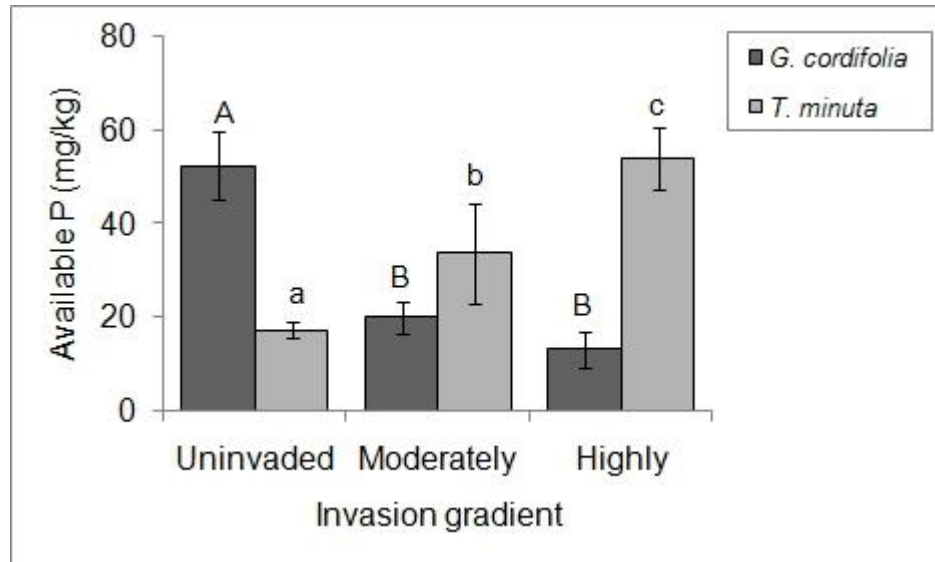 80
60
40
20
0
Available P (mg/kg)
A
a
B
b
B
c
Uninvaded Moderately Highly
Invasion gradient
G. cordifolia
T. minuta